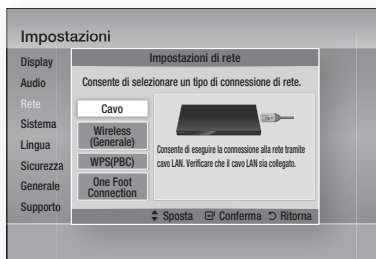 Impostazioni
Display
Audio
Rete
Sistema
Lingua
Sicurezza
Generale
Supporto
Impostazioni di rete
Consente di selezionare un tipo di connessione di rete.
Cavo
Wireless
(Generale)
WPS(PBC)
One Foot
Connection
Consente di eseguire la connessione alla rete tramite
cavo LAN. Verificare che il cavo LAN sia collegato.
Sposta Conferma Ritorna